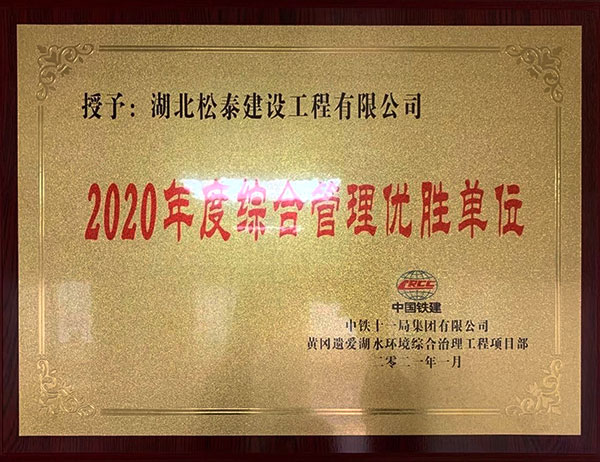 授予：湖北松泰建设工程有限公司
2020年度综合管理优胜单位
CRCC
中国铁建
中铁十一局集团有限公司
黄冈遗爱湖水环境综合治理工程项目部
二零二一年一月